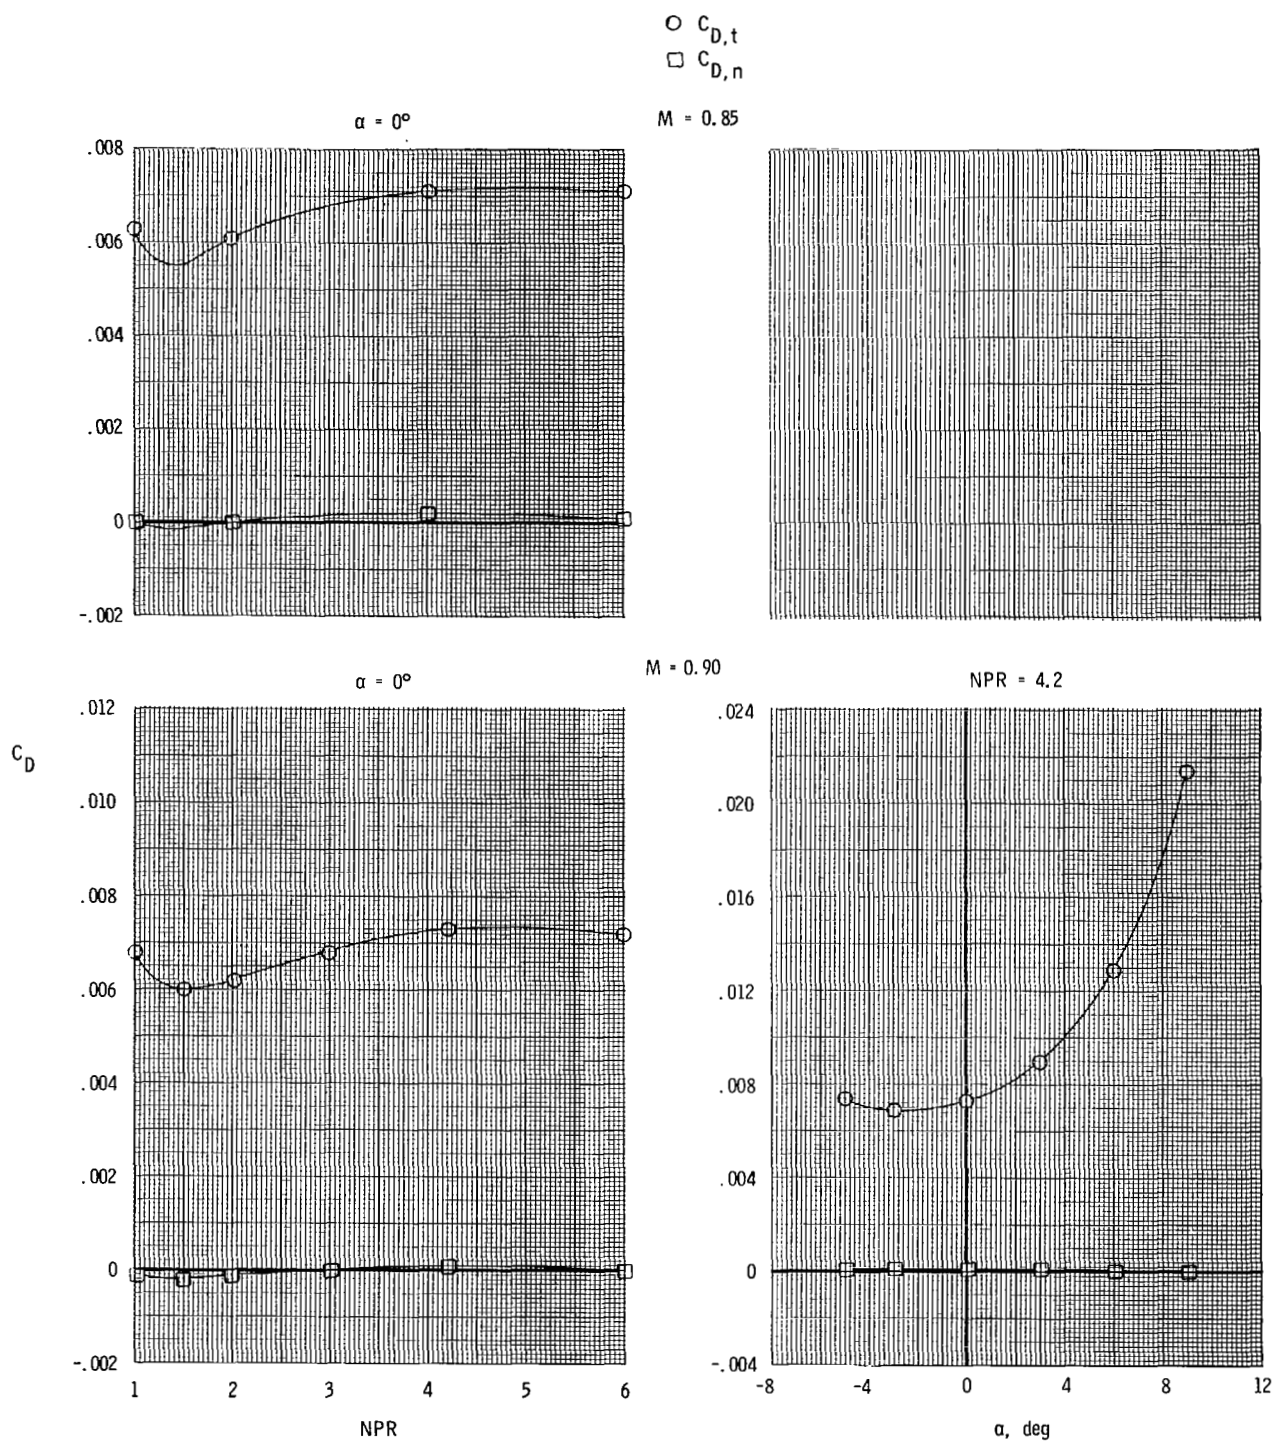 C_D,t
C_D,n
α = 0°
M = 0.85
.008
.006
.004
.002
0
-.002
M = 0.90
α = 0°
NPR = 4.2
.012
.010
.008
.006
.004
.002
0
-.002
C_D
.024
.020
.016
.012
.008
.004
0
-.004
1 2 3 4 5 6
NPR
-8 -4 0 4 8 12
α, deg